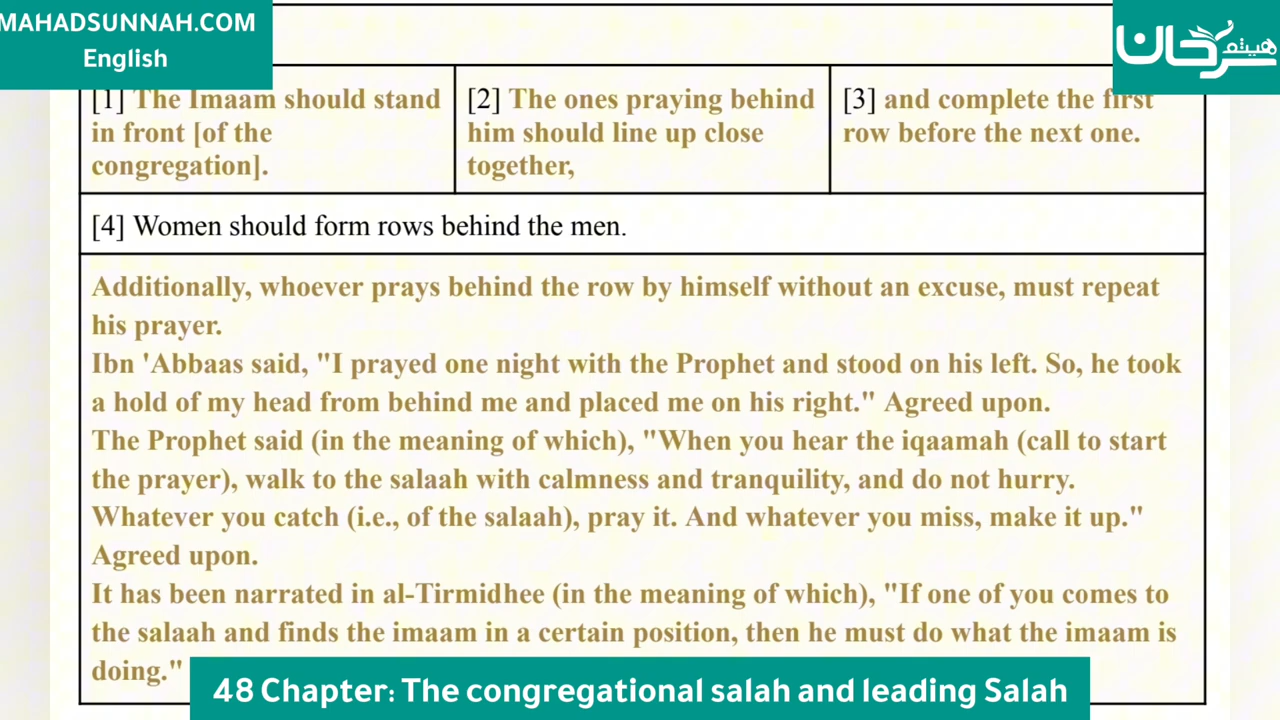 MAHADSUNNAH.COM
English
هيثم
سرحان
[1] The Imaam should stand
in front [of the
congregation].
[2] The ones praying behind
him should line up close
together,
[3] and complete the first
row before the next one.
[4] Women should form rows behind the men.
Additionally, whoever prays behind the row by himself without an excuse, must repeat
his prayer.
Ibn 'Abbaas said, "I prayed one night with the Prophet and stood on his left. So, he took
a hold of my head from behind me and placed me on his right." Agreed upon.
The Prophet said (in the meaning of which), "When you hear the iqaamah (call to start
the prayer), walk to the salaah with calmness and tranquility, and do not hurry.
Whatever you catch (i.e., of the salaah), pray it. And whatever you miss, make it up."
Agreed upon.
It has been narrated in al-Tirmidhee (in the meaning of which), "If one of you comes to
the salaah and finds the imaam in a certain position, then he must do what the imaam is
doing."
48 Chapter: The congregational salah and leading Salah